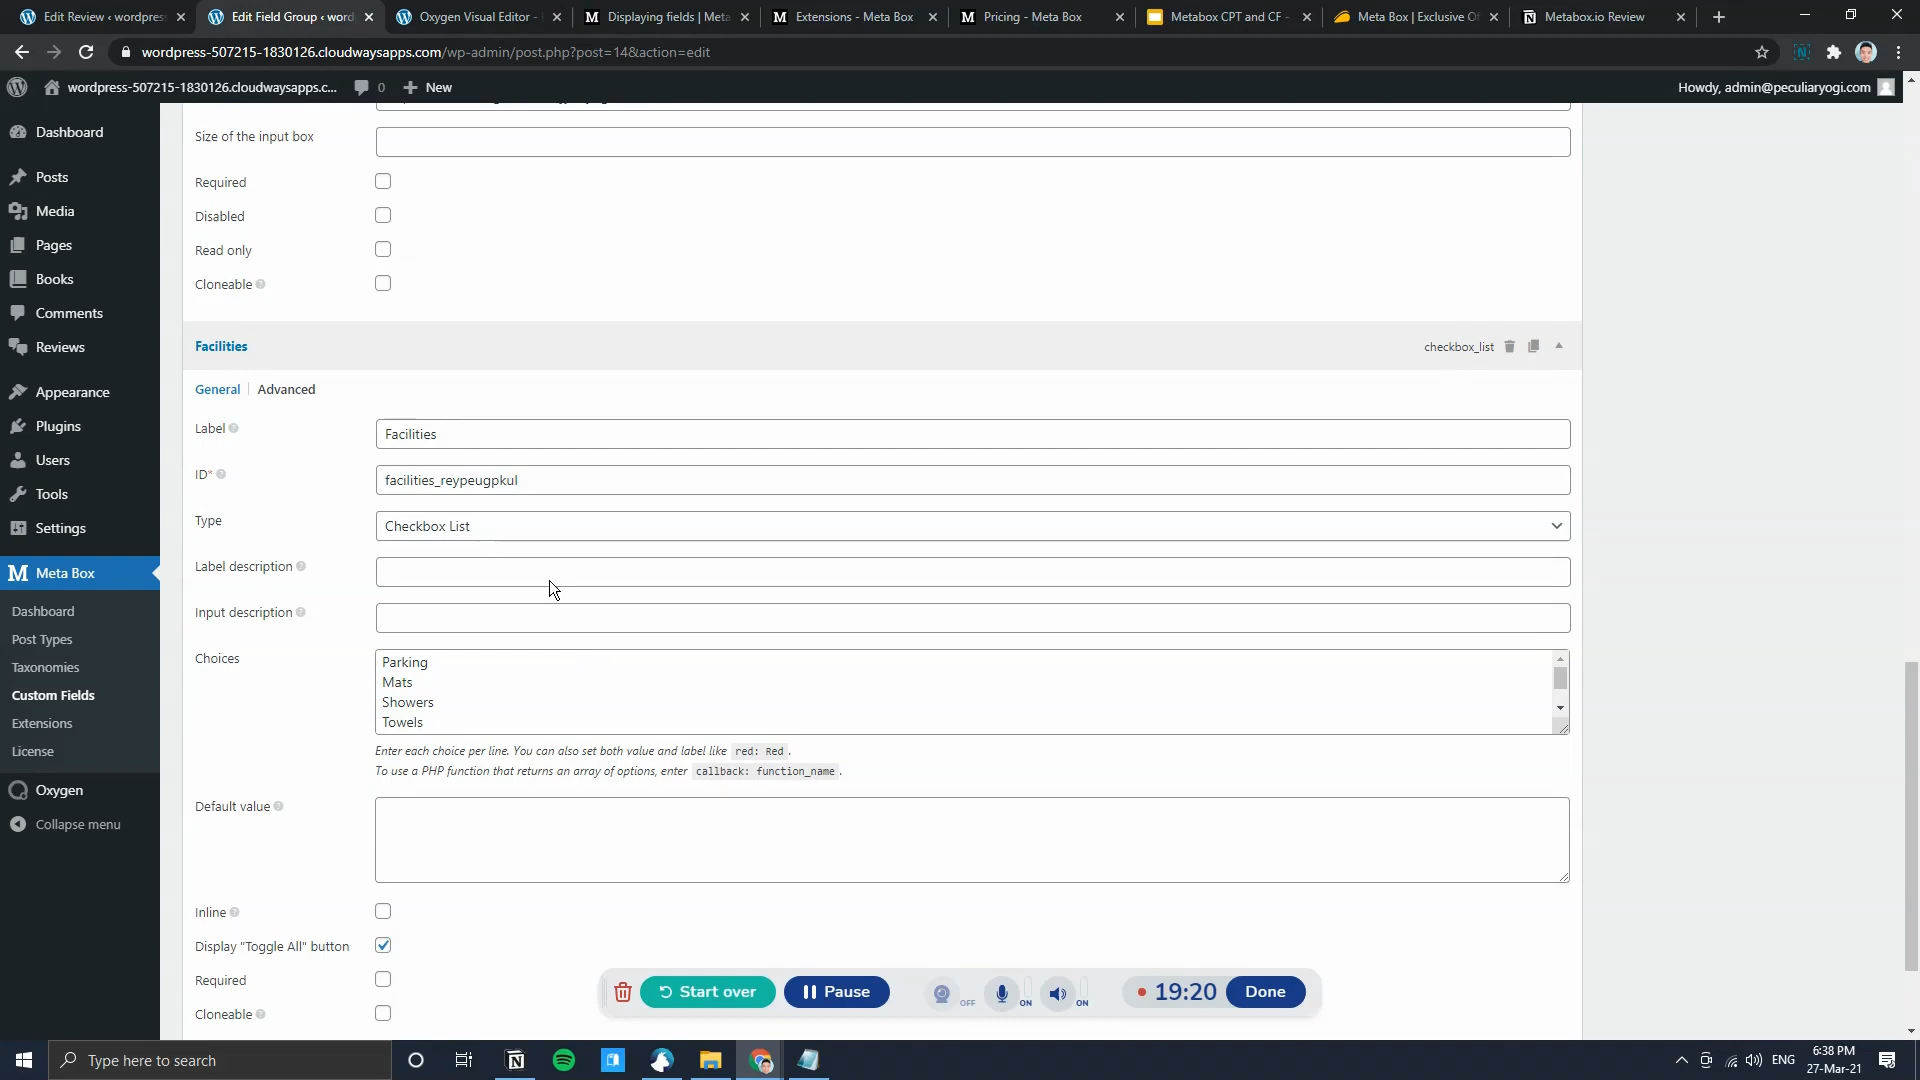 Edit Review ‹ wordpress
Edit Field Group ‹ word
Oxygen Visual Editor -
Displaying fields | Meta
Extensions - Meta Box
Pricing - Meta Box
Metabox CPT and CF -
Meta Box | Exclusive Of
Metabox.io Review
wordpress-507215-1830126.cloudwaysapps.com/wp-admin/post.php?post=14&action=edit
wordpress-507215-1830126.cloudwaysapps.c...
0
New
Howdy, admin@peculiaryogi.com
Dashboard
Posts
Media
Pages
Books
Comments
Reviews
Appearance
Plugins
Users
Tools
Settings
Meta Box
Dashboard
Post Types
Taxonomies
Custom Fields
Extensions
License
Oxygen
Collapse menu
Size of the input box
Required
Disabled
Read only
Cloneable
Facilities
checkbox_list
General
Advanced
Label
Facilities
ID*
facilities_reypeugpkul
Type
Checkbox List
Label description
Input description
Choices
Parking
Mats
Showers
Towels
Enter each choice per line. You can also set both value and label like red: Red .
To use a PHP function that returns an array of options, enter callback: function_name .
Default value
Inline
Display "Toggle All" button
Required
Cloneable
Start over
Pause
OFF
ON
ON
19:20
Done
Type here to search
ENG
6:38 PM
27-Mar-21